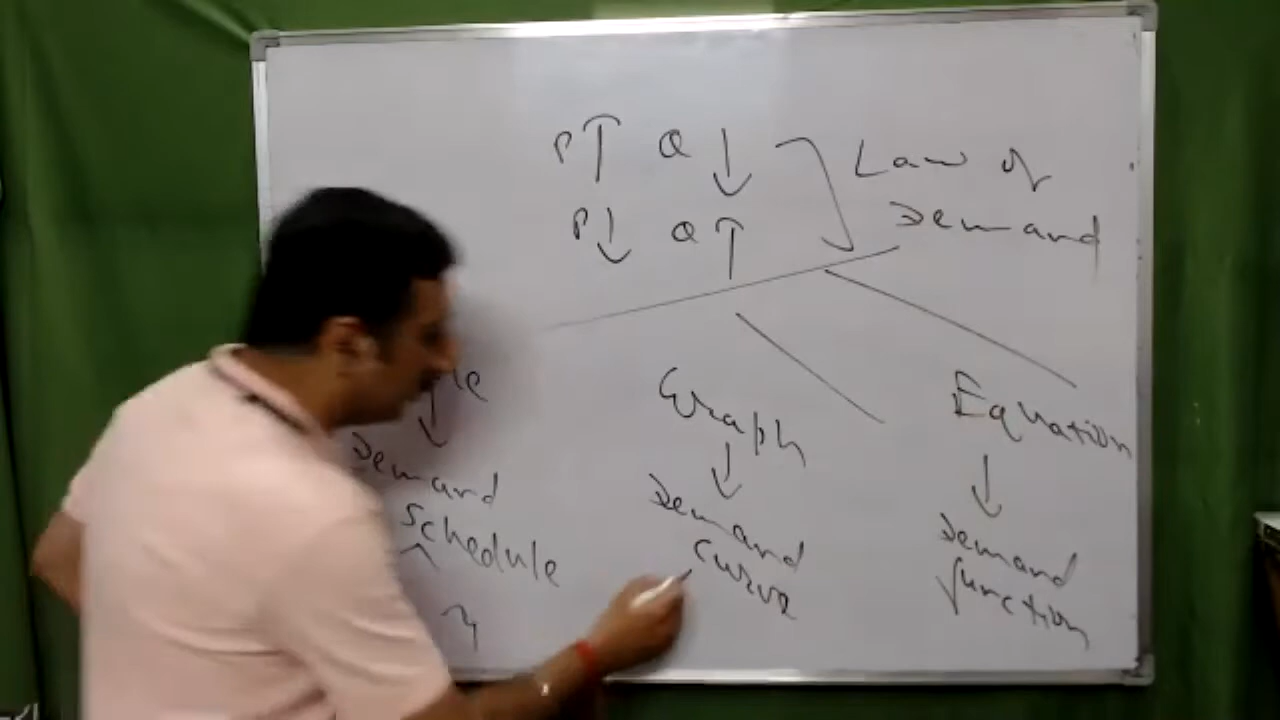 P↑ Q↓
Law of
Demand
P↓ Q↑
Graph
Equation
Demand
schedule
Demand
curve
Demand
function